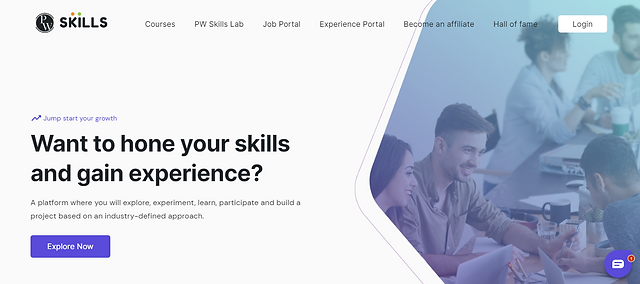 PW SKILLS
Courses PW Skills Lab Job Portal Experience Portal Become an affiliate Hall of fame Login
Jump start your growth
Want to hone your skills
and gain experience?
A platform where you will explore, experiment, learn, participate and build a
project based on an industry-defined approach.
Explore Now
1